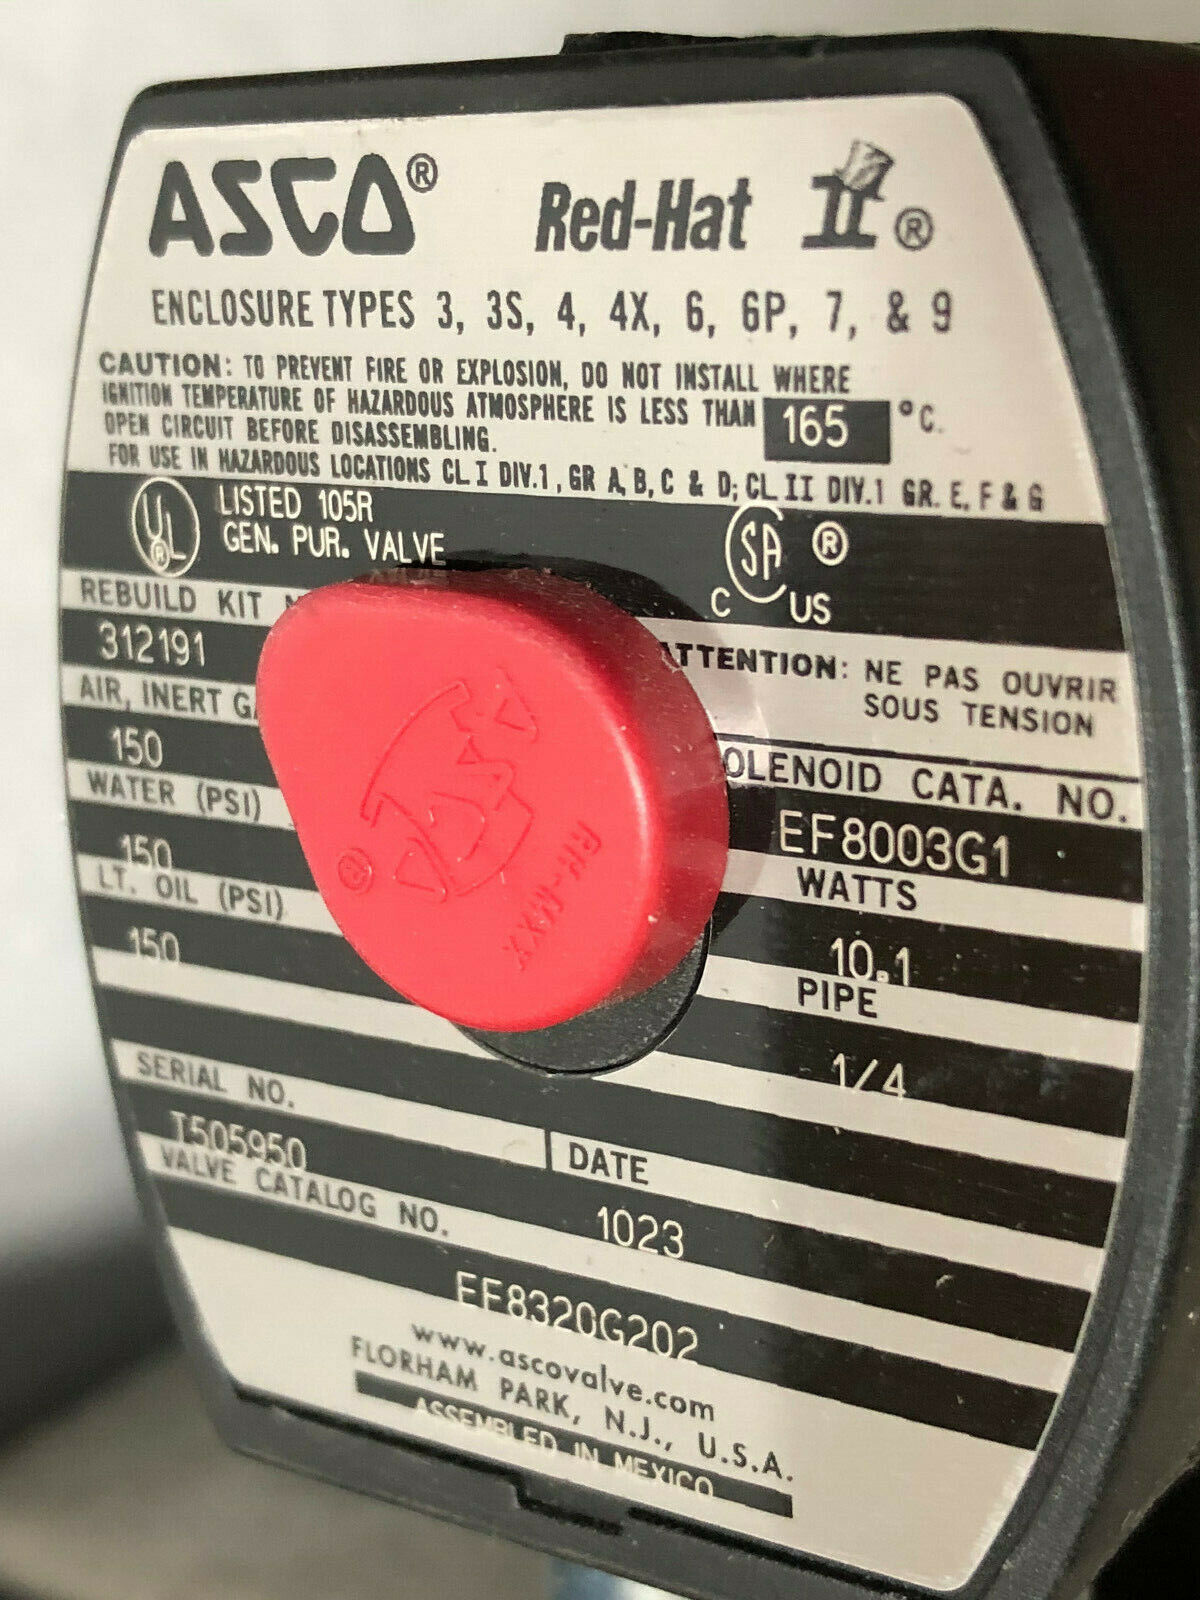 ASCO® Red-Hat II®
ENCLOSURE TYPES 3, 3S, 4, 4X, 6, 6P, 7, & 9
CAUTION: TO PREVENT FIRE OR EXPLOSION, DO NOT INSTALL WHERE
IGNITION TEMPERATURE OF HAZARDOUS ATMOSPHERE IS LESS THAN 165 °C.
OPEN CIRCUIT BEFORE DISASSEMBLING.
FOR USE IN HAZARDOUS LOCATIONS CL.I DIV.1, GR A, B, C & D; CL II DIV.1 GR. E, F & G
UL® LISTED 105R
GEN. PUR. VALVE
C SA® US
REBUILD KIT
312191
ATTENTION: NE PAS OUVRIR
SOUS TENSION
AIR, INERT
150
OLENOID CATA. NO.
EF8003G1
WATER (PSI)
150
WATTS
10.1
LT. OIL (PSI)
150
PIPE
1/4
SERIAL NO.
T505950
DATE
1023
VALVE CATALOG NO.
EF8320G202
www.ascovalve.com
FLORHAM PARK, N.J., U.S.A.
ASSEMBLED IN MEXICO